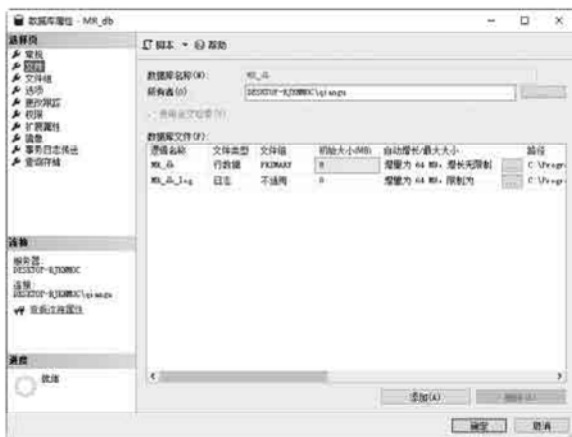 数据库属性 - MR_db
选择页
常规
文件
文件组
选项
更改跟踪
权限
扩展属性
镜像
事务日志传送
查询存储
脚本 帮助
数据库名称(N): MR_db
所有者(O)
数据库文件(F):
逻辑名称 文件类型 文件组 初始大小(MB) 自动增长/最大大小 路径
MR_db 行数据 PRIMARY 8 增量为 64 MB, 增长无限制 C:\Progr
MR_db_log 日志 不适用 8 增量为 64 MB, 限制为 C:\Progr
连接
服务器:
连接:
查看连接属性
进度
就绪
添加(A)
确定 取消